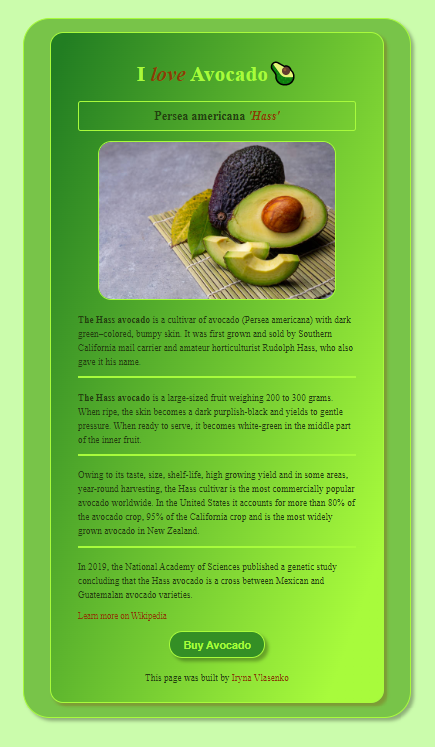 I love Avocado🥑
Persea americana 'Hass'
The Hass avocado is a cultivar of avocado (Persea americana) with dark
green–colored, bumpy skin. It was first grown and sold by Southern
California mail carrier and amateur horticulturist Rudolph Hass, who also
gave it his name.
The Hass avocado is a large-sized fruit weighing 200 to 300 grams.
When ripe, the skin becomes a dark purplish-black and yields to gentle
pressure. When ready to serve, it becomes white-green in the middle part
of the inner fruit.
Owing to its taste, size, shelf-life, high growing yield and in some areas,
year-round harvesting, the Hass cultivar is the most commercially popular
avocado worldwide. In the United States it accounts for more than 80% of
the avocado crop, 95% of the California crop and is the most widely
grown avocado in New Zealand.
In 2019, the National Academy of Sciences published a genetic study
concluding that the Hass avocado is a cross between Mexican and
Guatemalan avocado varieties.
Learn more on Wikipedia
Buy Avocado
This page was built by Iryna Vlasenko